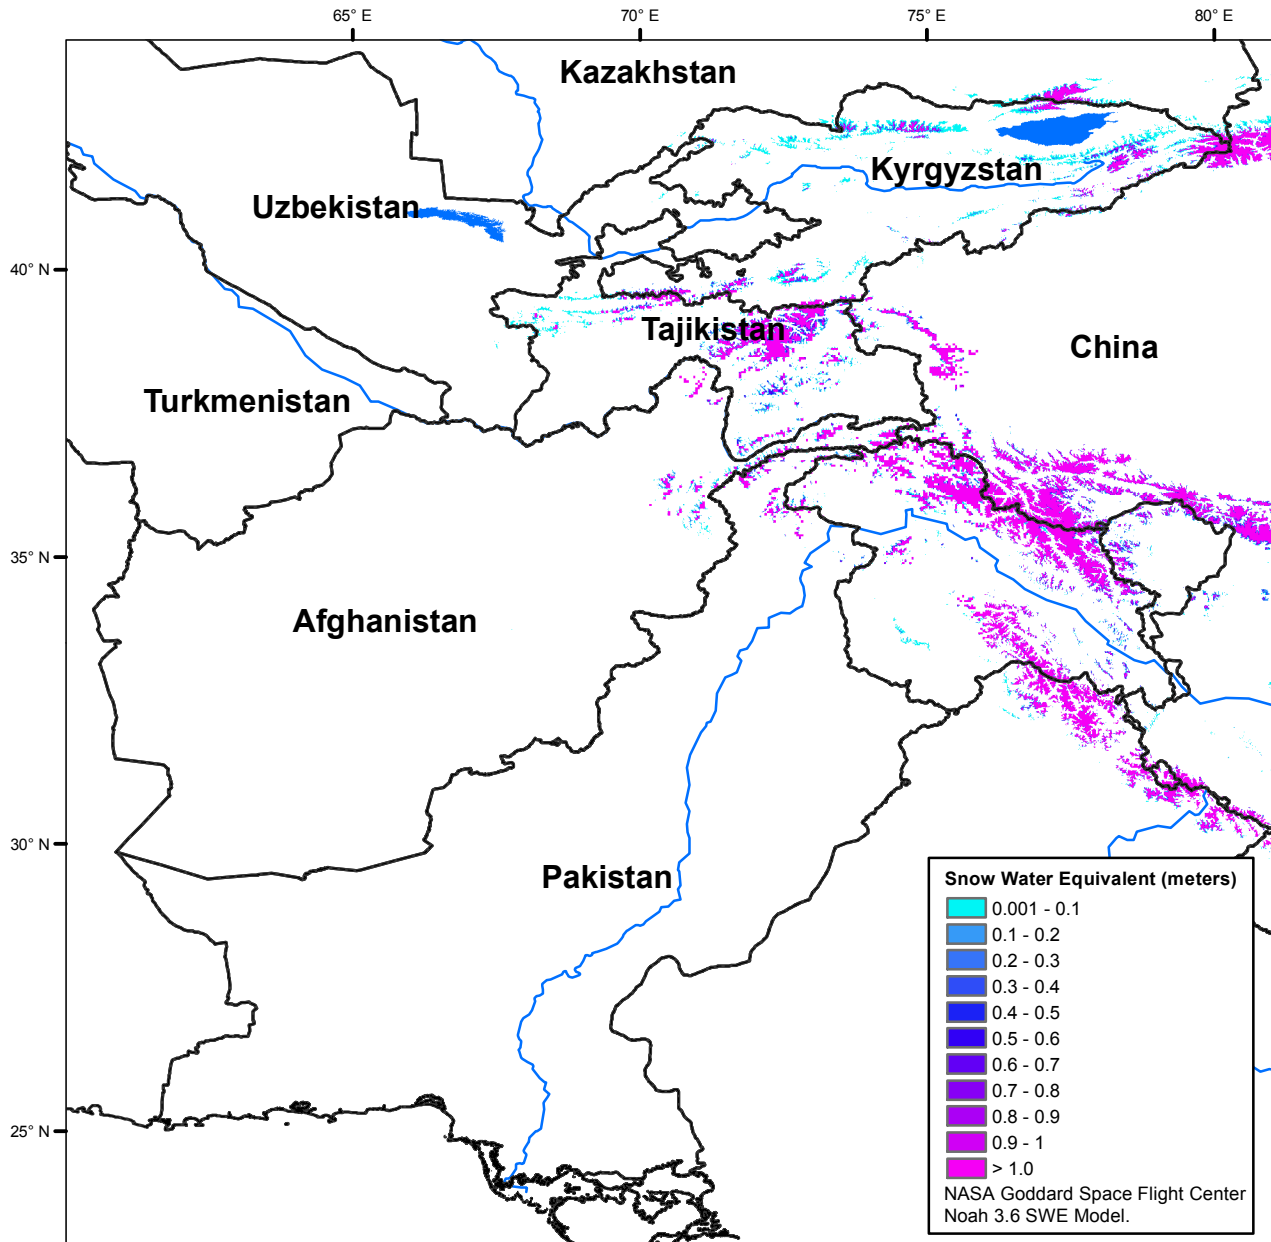 65° E
70° E
75° E
80° E
Kazakhstan
Kyrgyzstan
Uzbekistan
40° N
Tajikistan
China
Turkmenistan
35° N
Afghanistan
30° N
Pakistan
25° N
Snow Water Equivalent (meters)
0.001 - 0.1
0.1 - 0.2
0.2 - 0.3
0.3 - 0.4
0.4 - 0.5
0.5 - 0.6
0.6 - 0.7
0.7 - 0.8
0.8 - 0.9
0.9 - 1
> 1.0
NASA Goddard Space Flight Center
Noah 3.6 SWE Model.